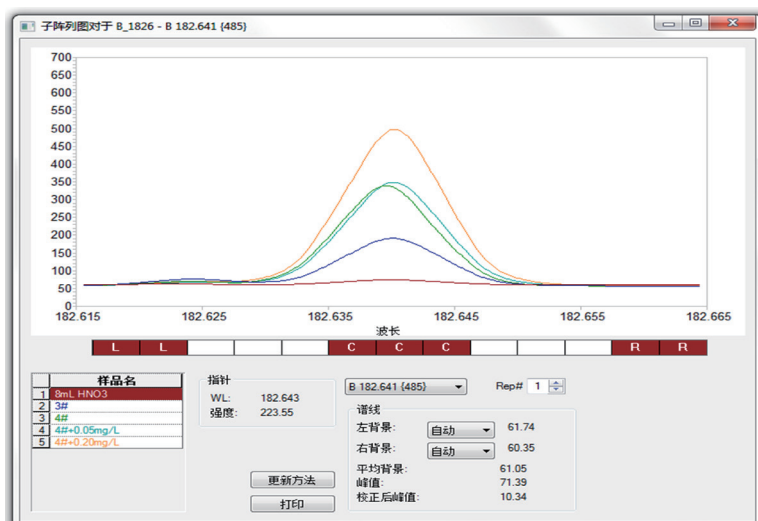 子阵列图对于 B_1826 - B 182.641 {485}
700
650
600
550
500
450
400
350
300
250
200
150
100
50
0
182.615 182.625 182.635 182.645 182.655 182.665
波长
L L C C C R R
样品名
1 8mL HNO3
2 3#
3 4#
4 4#+0.05mg/L
5 4#+0.20mg/L
指针
WL: 182.643
强度: 223.55
更新方法
打印
B 182.641 {485} Rep# 1
谱线
左背景: 自动 61.74
右背景: 自动 60.35
平均背景: 61.05
峰值: 71.39
校正后峰值: 10.34